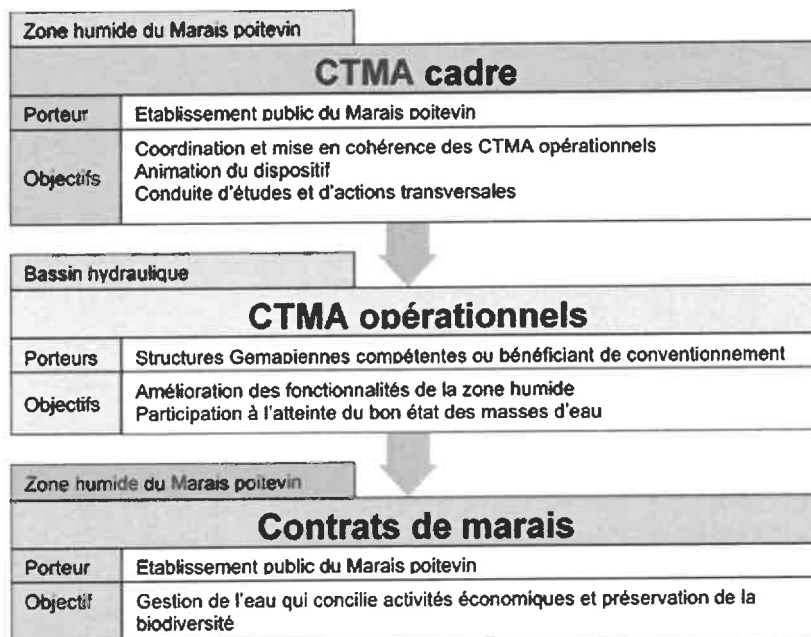 Zone humide du Marais poitevin
CTMA cadre
Porteur Etablissement public du Marais poitevin
Objectifs Coordination et mise en cohérence des CTMA opérationnels
Animation du dispositif
Conduite d'études et d'actions transversales
Bassin hydraulique
CTMA opérationnels
Porteurs Structures Gemapiennes compétentes ou bénéficiant de conventionnement
Objectifs Amélioration des fonctionnalités de la zone humide
Participation à l'atteinte du bon état des masses d'eau
Zone humide du Marais poitevin
Contrats de marais
Porteur Etablissement public du Marais poitevin
Objectif Gestion de l'eau qui concilie activités économiques et préservation de la
biodiversité